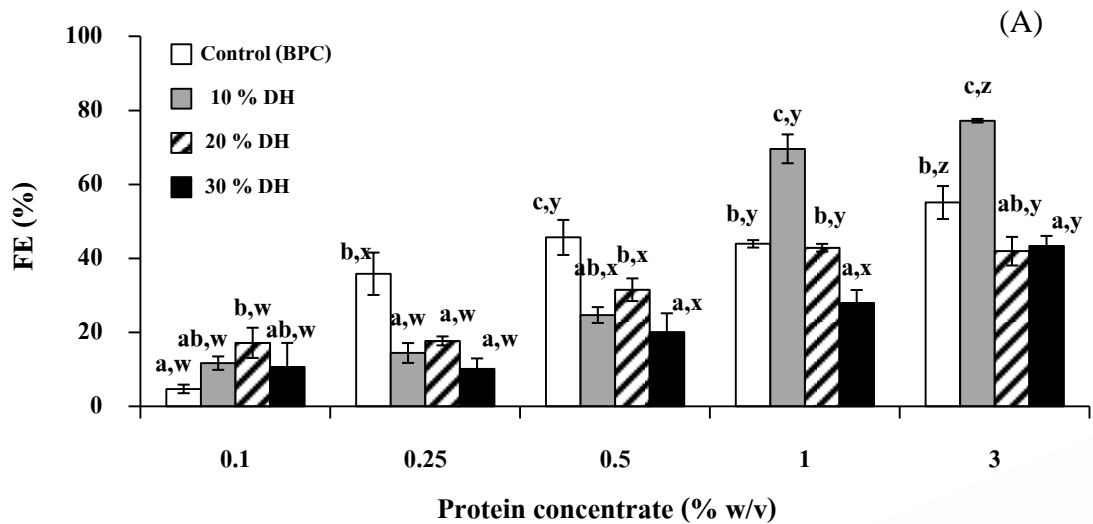 (A)
100
80
60
40
20
0
FE (%)
Control (BPC)
10 % DH
20 % DH
30 % DH
a,w
ab,w
b,w
ab,w
b,x
a,w
a,w
a,w
c,y
ab,x
b,x
a,x
b,y
c,y
b,y
a,x
b,z
c,z
ab,y
a,y
0.1 0.25 0.5 1 3
Protein concentrate (% w/v)